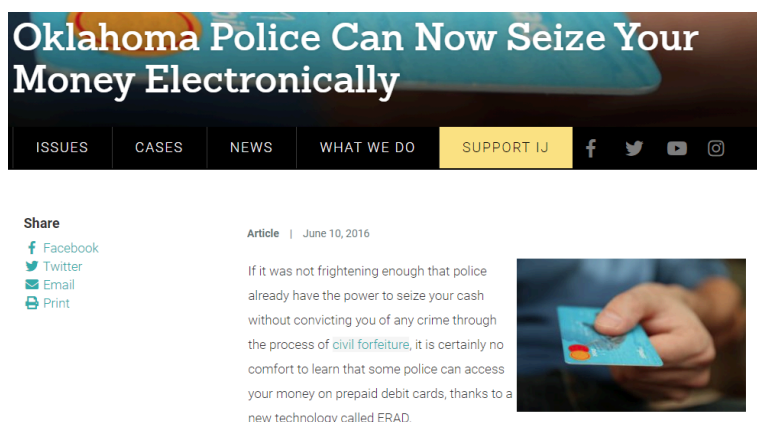 Oklahoma Police Can Now Seize Your
Money Electronically
ISSUES CASES NEWS WHAT WE DO SUPPORT IJ
Share
Facebook
Twitter
Email
Print
Article | June 10, 2016
If it was not frightening enough that police
already have the power to seize your cash
without convicting you of any crime through
the process of civil forfeiture, it is certainly no
comfort to learn that some police can access
your money on prepaid debit cards, thanks to a
new technology called ERAD.